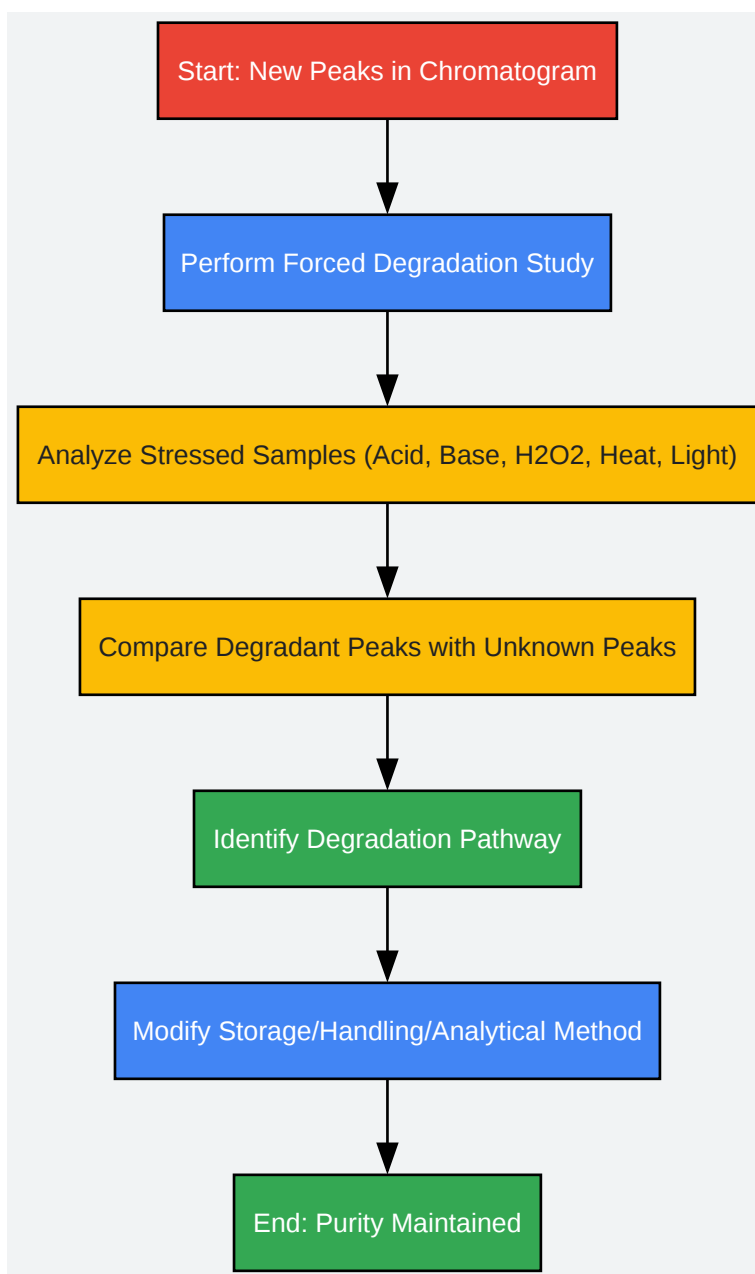 Start: New Peaks in Chromatogram
Perform Forced Degradation Study
Analyze Stressed Samples (Acid, Base, H2O2, Heat, Light)
Compare Degradant Peaks with Unknown Peaks
Identify Degradation Pathway
Modify Storage/Handling/Analytical Method
End: Purity Maintained